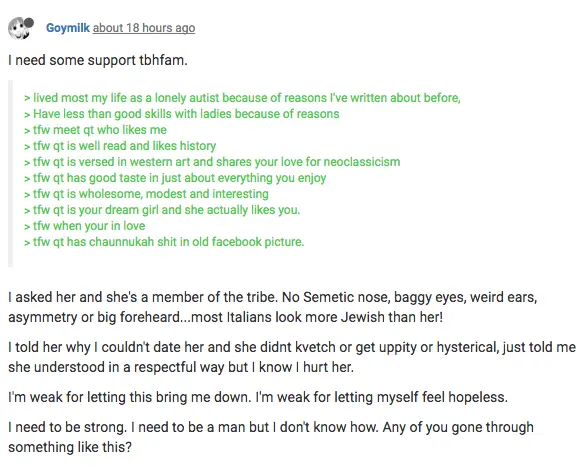 Goymilk about 18 hours ago
I need some support tbhfam.
> lived most my life as a lonely autist because of reasons I've written about before,
> Have less than good skills with ladies because of reasons
> tfw meet qt who likes me
> tfw qt is well read and likes history
> tfw qt is versed in western art and shares your love for neoclassicism
> tfw qt has good taste in just about everything you enjoy
> tfw qt is wholesome, modest and interesting
> tfw qt is your dream girl and she actually likes you.
> tfw when your in love
> tfw qt has chaunnukah shit in old facebook picture.
I asked her and she's a member of the tribe. No Semetic nose, baggy eyes, weird ears,
asymmetry or big foreheard...most Italians look more Jewish than her!
I told her why I couldn't date her and she didnt kvetch or get uppity or hysterical, just told me
she understood in a respectful way but I know I hurt her.
I'm weak for letting this bring me down. I'm weak for letting myself feel hopeless.
I need to be strong. I need to be a man but I don't know how. Any of you gone through
something like this?